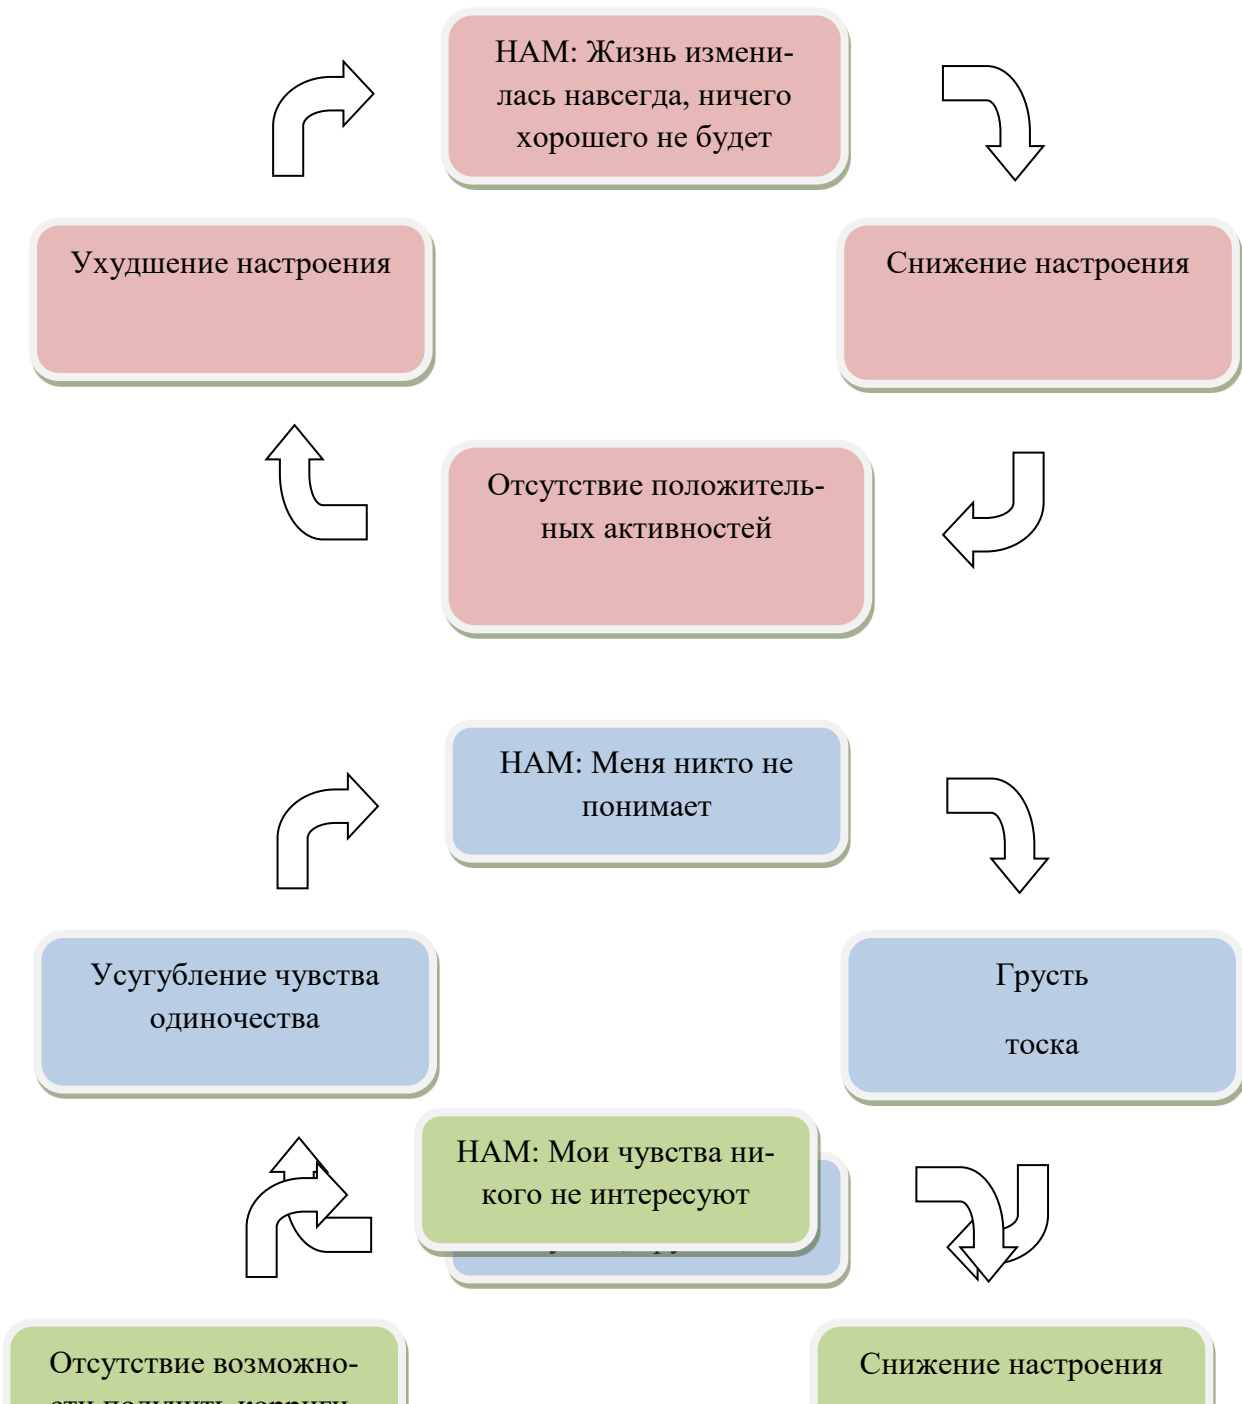 НАМ: Жизнь измени-
лась навсегда, ничего
хорошего не будет
Ухудшение настроения
Снижение настроения
Отсутствие положитель-
ных активностей
НАМ: Меня никто не
понимает
Усугубление чувства
одиночества
Грусть
тоска
НАМ: Мои чувства ни-
кого не интересуют
Отсутствие возможно-
Снижение настроения